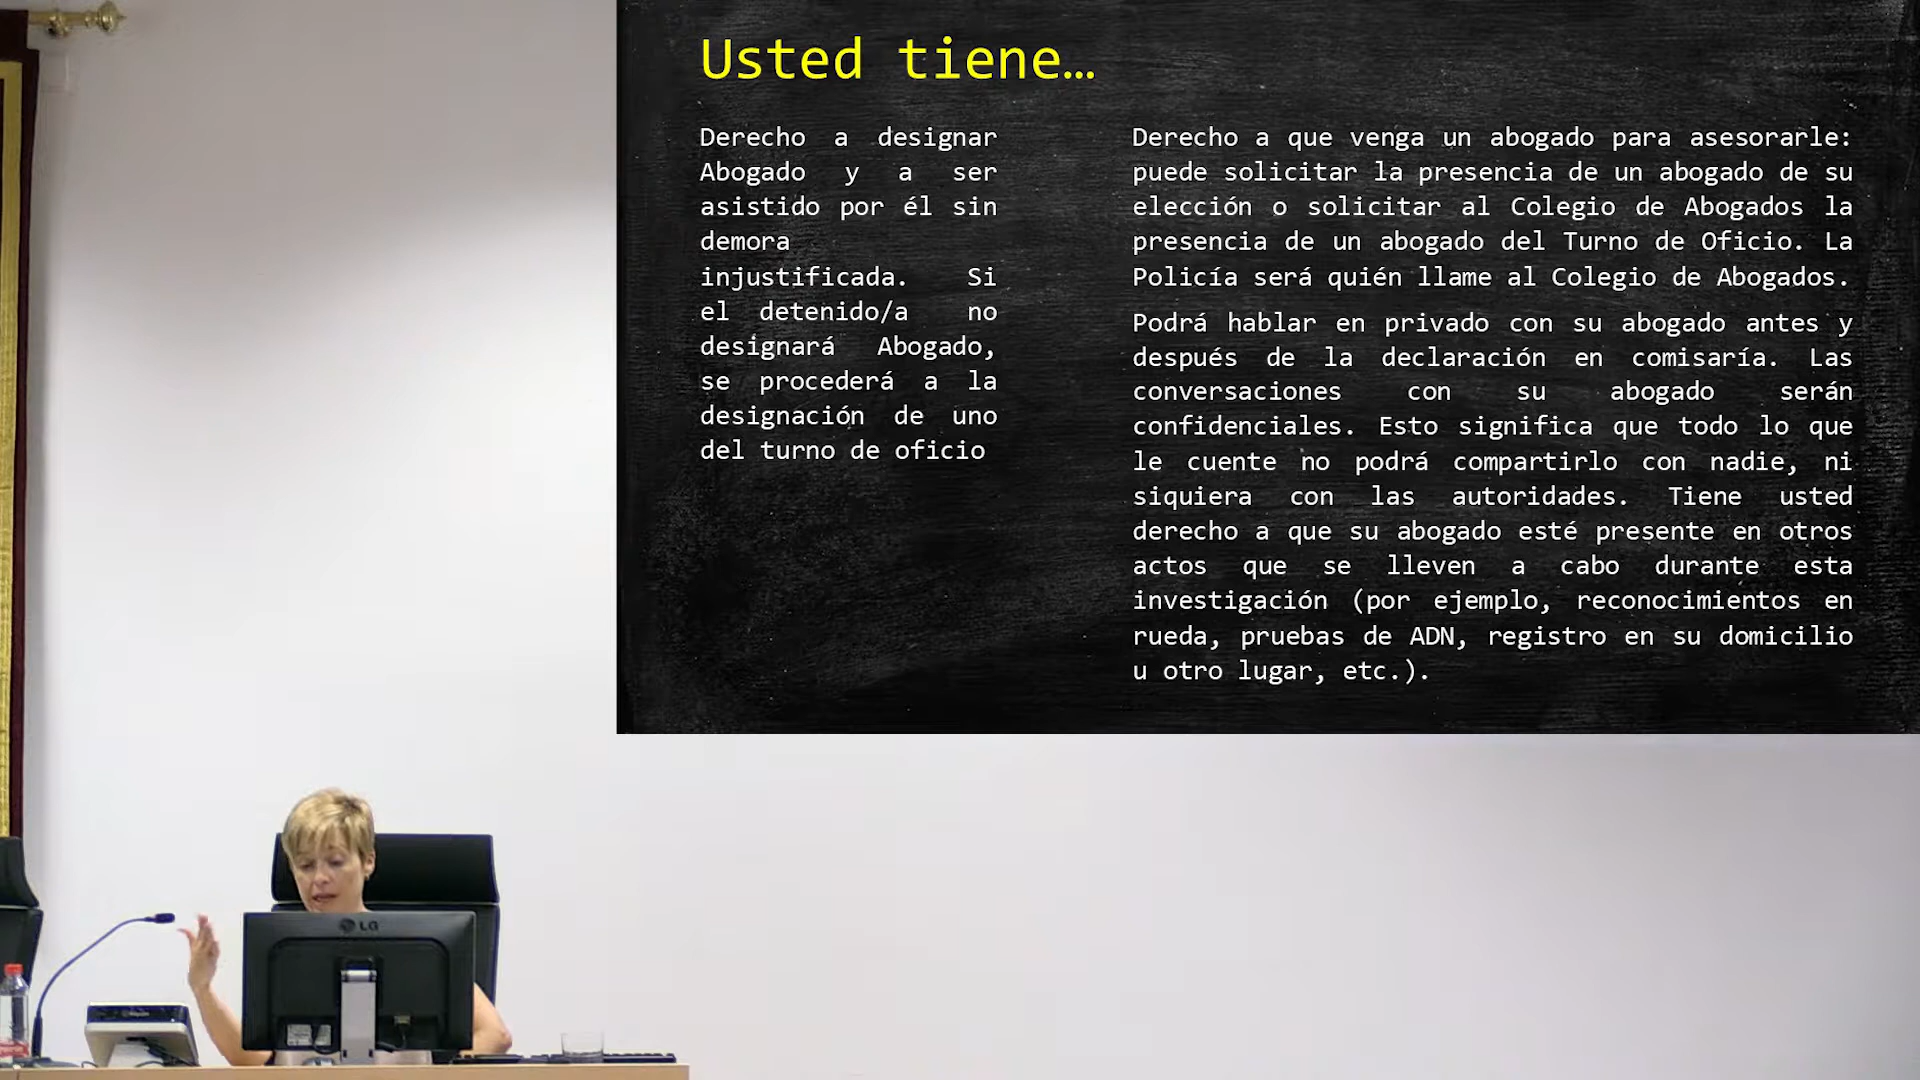 Usted tiene…
Derecho a designar
Abogado y a ser
asistido por él sin
demora
injustificada. Si
el detenido/a no
designará Abogado,
se procederá a la
designación de uno
del turno de oficio
Derecho a que venga un abogado para asesorarle:
puede solicitar la presencia de un abogado de su
elección o solicitar al Colegio de Abogados la
presencia de un abogado del Turno de Oficio. La
Policía será quién llame al Colegio de Abogados.
Podrá hablar en privado con su abogado antes y
después de la declaración en comisaría. Las
conversaciones con su abogado serán
confidenciales. Esto significa que todo lo que
le cuente no podrá compartirlo con nadie, ni
siquiera con las autoridades. Tiene usted
derecho a que su abogado esté presente en otros
actos que se lleven a cabo durante esta
investigación (por ejemplo, reconocimientos en
rueda, pruebas de ADN, registro en su domicilio
u otro lugar, etc.).
LG